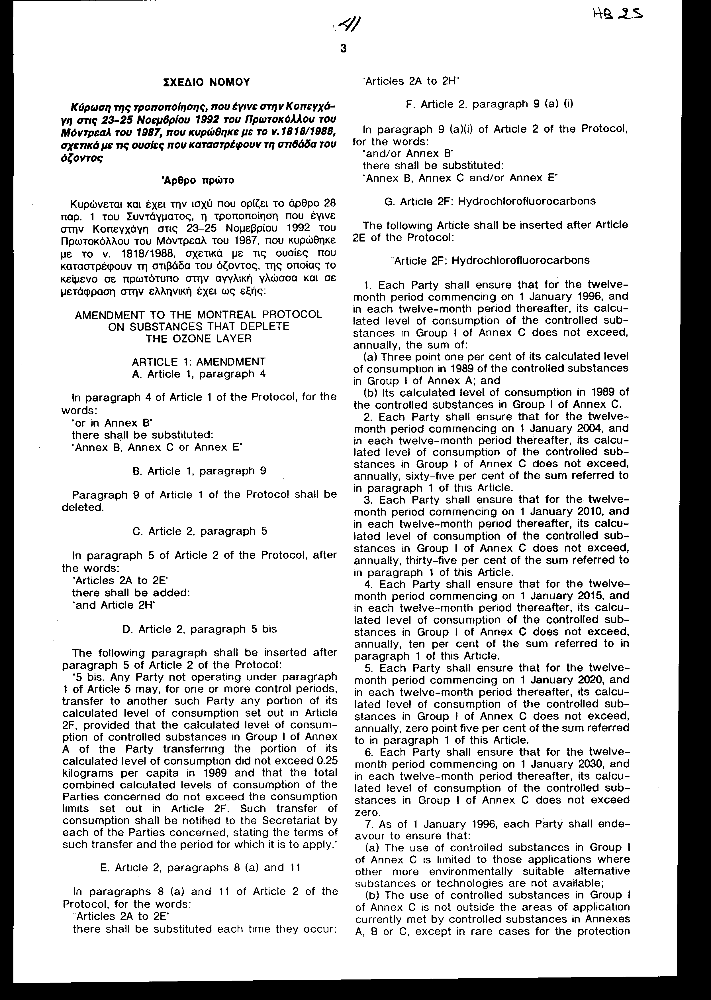 HB 25
3
ΣΧΕΔΙΟ ΝΟΜΟΥ
Κύρωση της τροποποίησης, που έγινε στην Κοπεγχά-
γη στις 23-25 Νοεμβρίου 1992 του Πρωτοκόλλου του
Μόντρεαλ του 1987, που κυρώθηκε με το ν.1818/1988,
σχετικά με τις ουσίες που καταστρέφουν τη στιβάδα του
όζοντος
'Αρθρο πρώτο
Κυρώνεται και έχει την ισχύ που ορίζει το άρθρο 28
παρ. 1 του Συντάγματος, η τροποποίηση που έγινε
στην Κοπεγχάγη στις 23-25 Νομεβρίου 1992 του
Πρωτοκόλλου του Μόντρεαλ του 1987, που κυρώθηκε
με το ν. 1818/1988, σχετικά με τις ουσίες που
καταστρέφουν τη στιβάδα του όζοντος, της οποίας το
κείμενο σε πρωτότυπο στην αγγλική γλώσσα και σε
μετάφραση στην ελληνική έχει ως εξής:
AMENDMENT TO THE MONTREAL PROTOCOL
ON SUBSTANCES THAT DEPLETE
THE OZONE LAYER
ARTICLE 1: AMENDMENT
A. Article 1, paragraph 4
In paragraph 4 of Article 1 of the Protocol, for the
words:
"or in Annex B"
there shall be substituted:
"Annex B, Annex C or Annex E"
B. Article 1, paragraph 9
Paragraph 9 of Article 1 of the Protocol shall be
deleted.
C. Article 2, paragraph 5
In paragraph 5 of Article 2 of the Protocol, after
the words:
"Articles 2A to 2E"
there shall be added:
"and Article 2H"
D. Article 2, paragraph 5 bis
The following paragraph shall be inserted after
paragraph 5 of Article 2 of the Protocol:
"5 bis. Any Party not operating under paragraph
1 of Article 5 may, for one or more control periods,
transfer to another such Party any portion of its
calculated level of consumption set out in Article
2F, provided that the calculated level of consum-
ption of controlled substances in Group I of Annex
A of the Party transferring the portion of its
calculated level of consumption did not exceed 0.25
kilograms per capita in 1989 and that the total
combined calculated levels of consumption of the
Parties concerned do not exceed the consumption
limits set out in Article 2F. Such transfer of
consumption shall be notified to the Secretariat by
each of the Parties concerned, stating the terms of
such transfer and the period for which it is to apply."
E. Article 2, paragraphs 8 (a) and 11
In paragraphs 8 (a) and 11 of Article 2 of the
Protocol, for the words:
"Articles 2A to 2E"
there shall be substituted each time they occur:
"Articles 2A to 2H"
F. Article 2, paragraph 9 (a) (i)
In paragraph 9 (a)(i) of Article 2 of the Protocol,
for the words:
"and/or Annex B"
there shall be substituted:
"Annex B, Annex C and/or Annex E"
G. Article 2F: Hydrochlorofluorocarbons
The following Article shall be inserted after Article
2E of the Protocol:
"Article 2F: Hydrochlorofluorocarbons
1. Each Party shall ensure that for the twelve-
month period commencing on 1 January 1996, and
in each twelve-month period thereafter, its calcu-
lated level of consumption of the controlled sub-
stances in Group I of Annex C does not exceed,
annually, the sum of:
(a) Three point one per cent of its calculated level
of consumption in 1989 of the controlled substances
in Group I of Annex A; and
(b) Its calculated level of consumption in 1989 of
the controlled substances in Group I of Annex C.
2. Each Party shall ensure that for the twelve-
month period commencing on 1 January 2004, and
in each twelve-month period thereafter, its calcu-
lated level of consumption of the controlled sub-
stances in Group I of Annex C does not exceed,
annually, sixty-five per cent of the sum referred to
in paragraph 1 of this Article.
3. Each Party shall ensure that for the twelve-
month period commencing on 1 January 2010, and
in each twelve-month period thereafter, its calcu-
lated level of consumption of the controlled sub-
stances in Group I of Annex C does not exceed,
annually, thirty-five per cent of the sum referred to
in paragraph 1 of this Article.
4. Each Party shall ensure that for the twelve-
month period commencing on 1 January 2015, and
in each twelve-month period thereafter, its calcu-
lated level of consumption of the controlled sub-
stances in Group I of Annex C does not exceed,
annually, ten per cent of the sum referred to in
paragraph 1 of this Article.
5. Each Party shall ensure that for the twelve-
month period commencing on 1 January 2020, and
in each twelve-month period thereafter, its calcu-
lated level of consumption of the controlled sub-
stances in Group I of Annex C does not exceed,
annually, zero point five per cent of the sum referred
to in paragraph 1 of this Article.
6. Each Party shall ensure that for the twelve-
month period commencing on 1 January 2030, and
in each twelve-month period thereafter, its calcu-
lated level of consumption of the controlled sub-
stances in Group I of Annex C does not exceed
zero.
7. As of 1 January 1996, each Party shall ende-
avour to ensure that:
(a) The use of controlled substances in Group I
of Annex C is limited to those applications where
other more environmentally suitable alternative
substances or technologies are not available;
(b) The use of controlled substances in Group I
of Annex C is not outside the areas of application
currently met by controlled substances in Annexes
A, B or C, except in rare cases for the protection